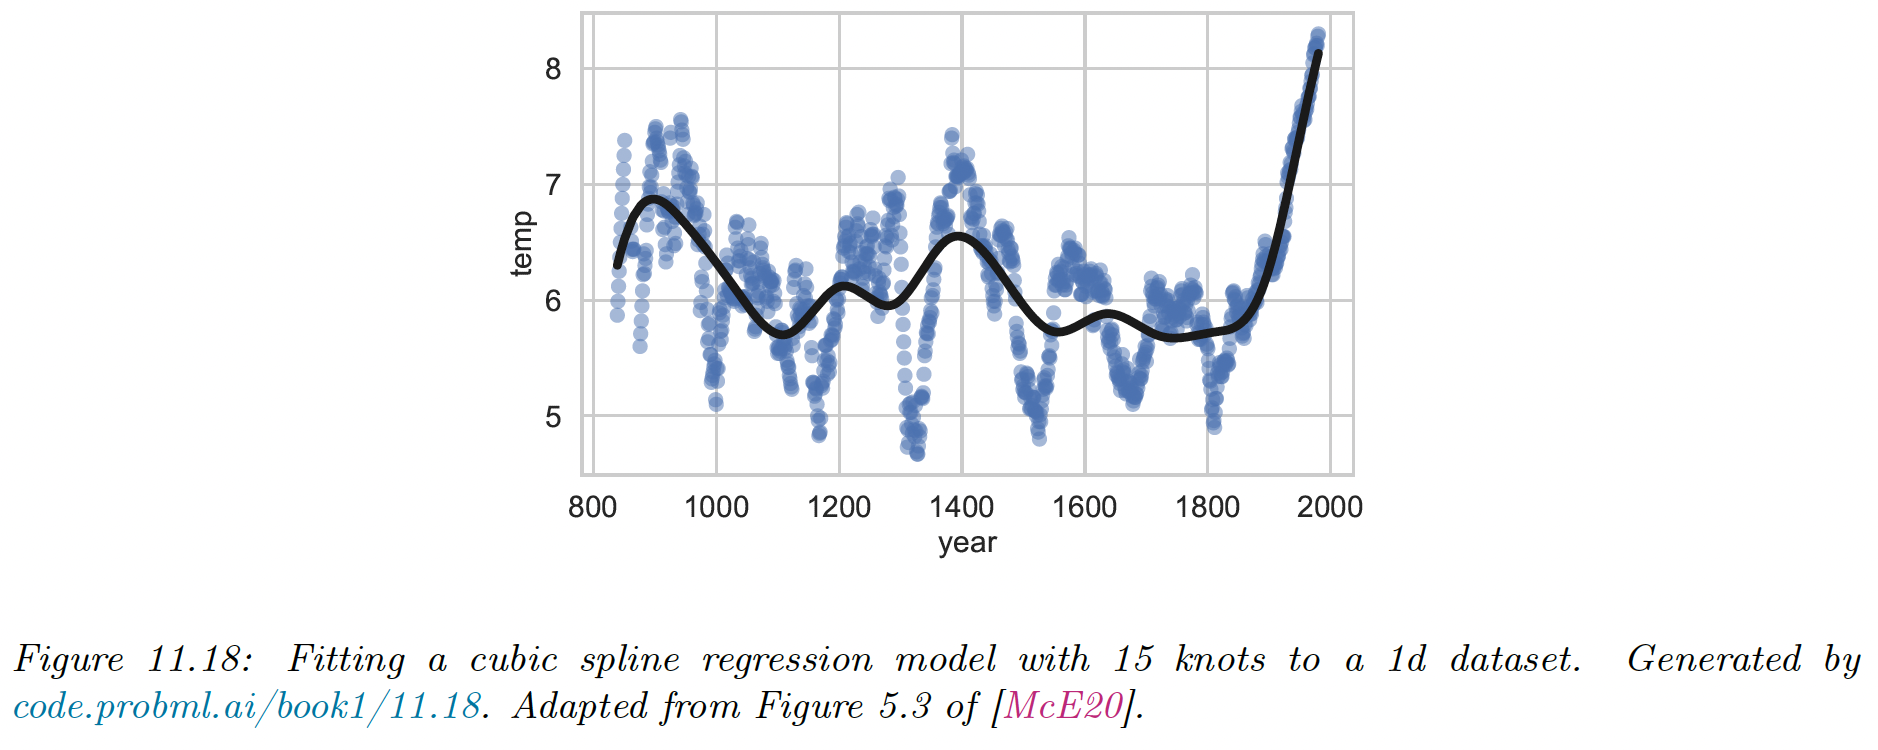 8
7
6
5
temp
800 1000 1200 1400 1600 1800 2000
year
Figure 11.18: Fitting a cubic spline regression model with 15 knots to a 1d dataset. Generated by
code.probml.ai/book1/11.18. Adapted from Figure 5.3 of [McE20].